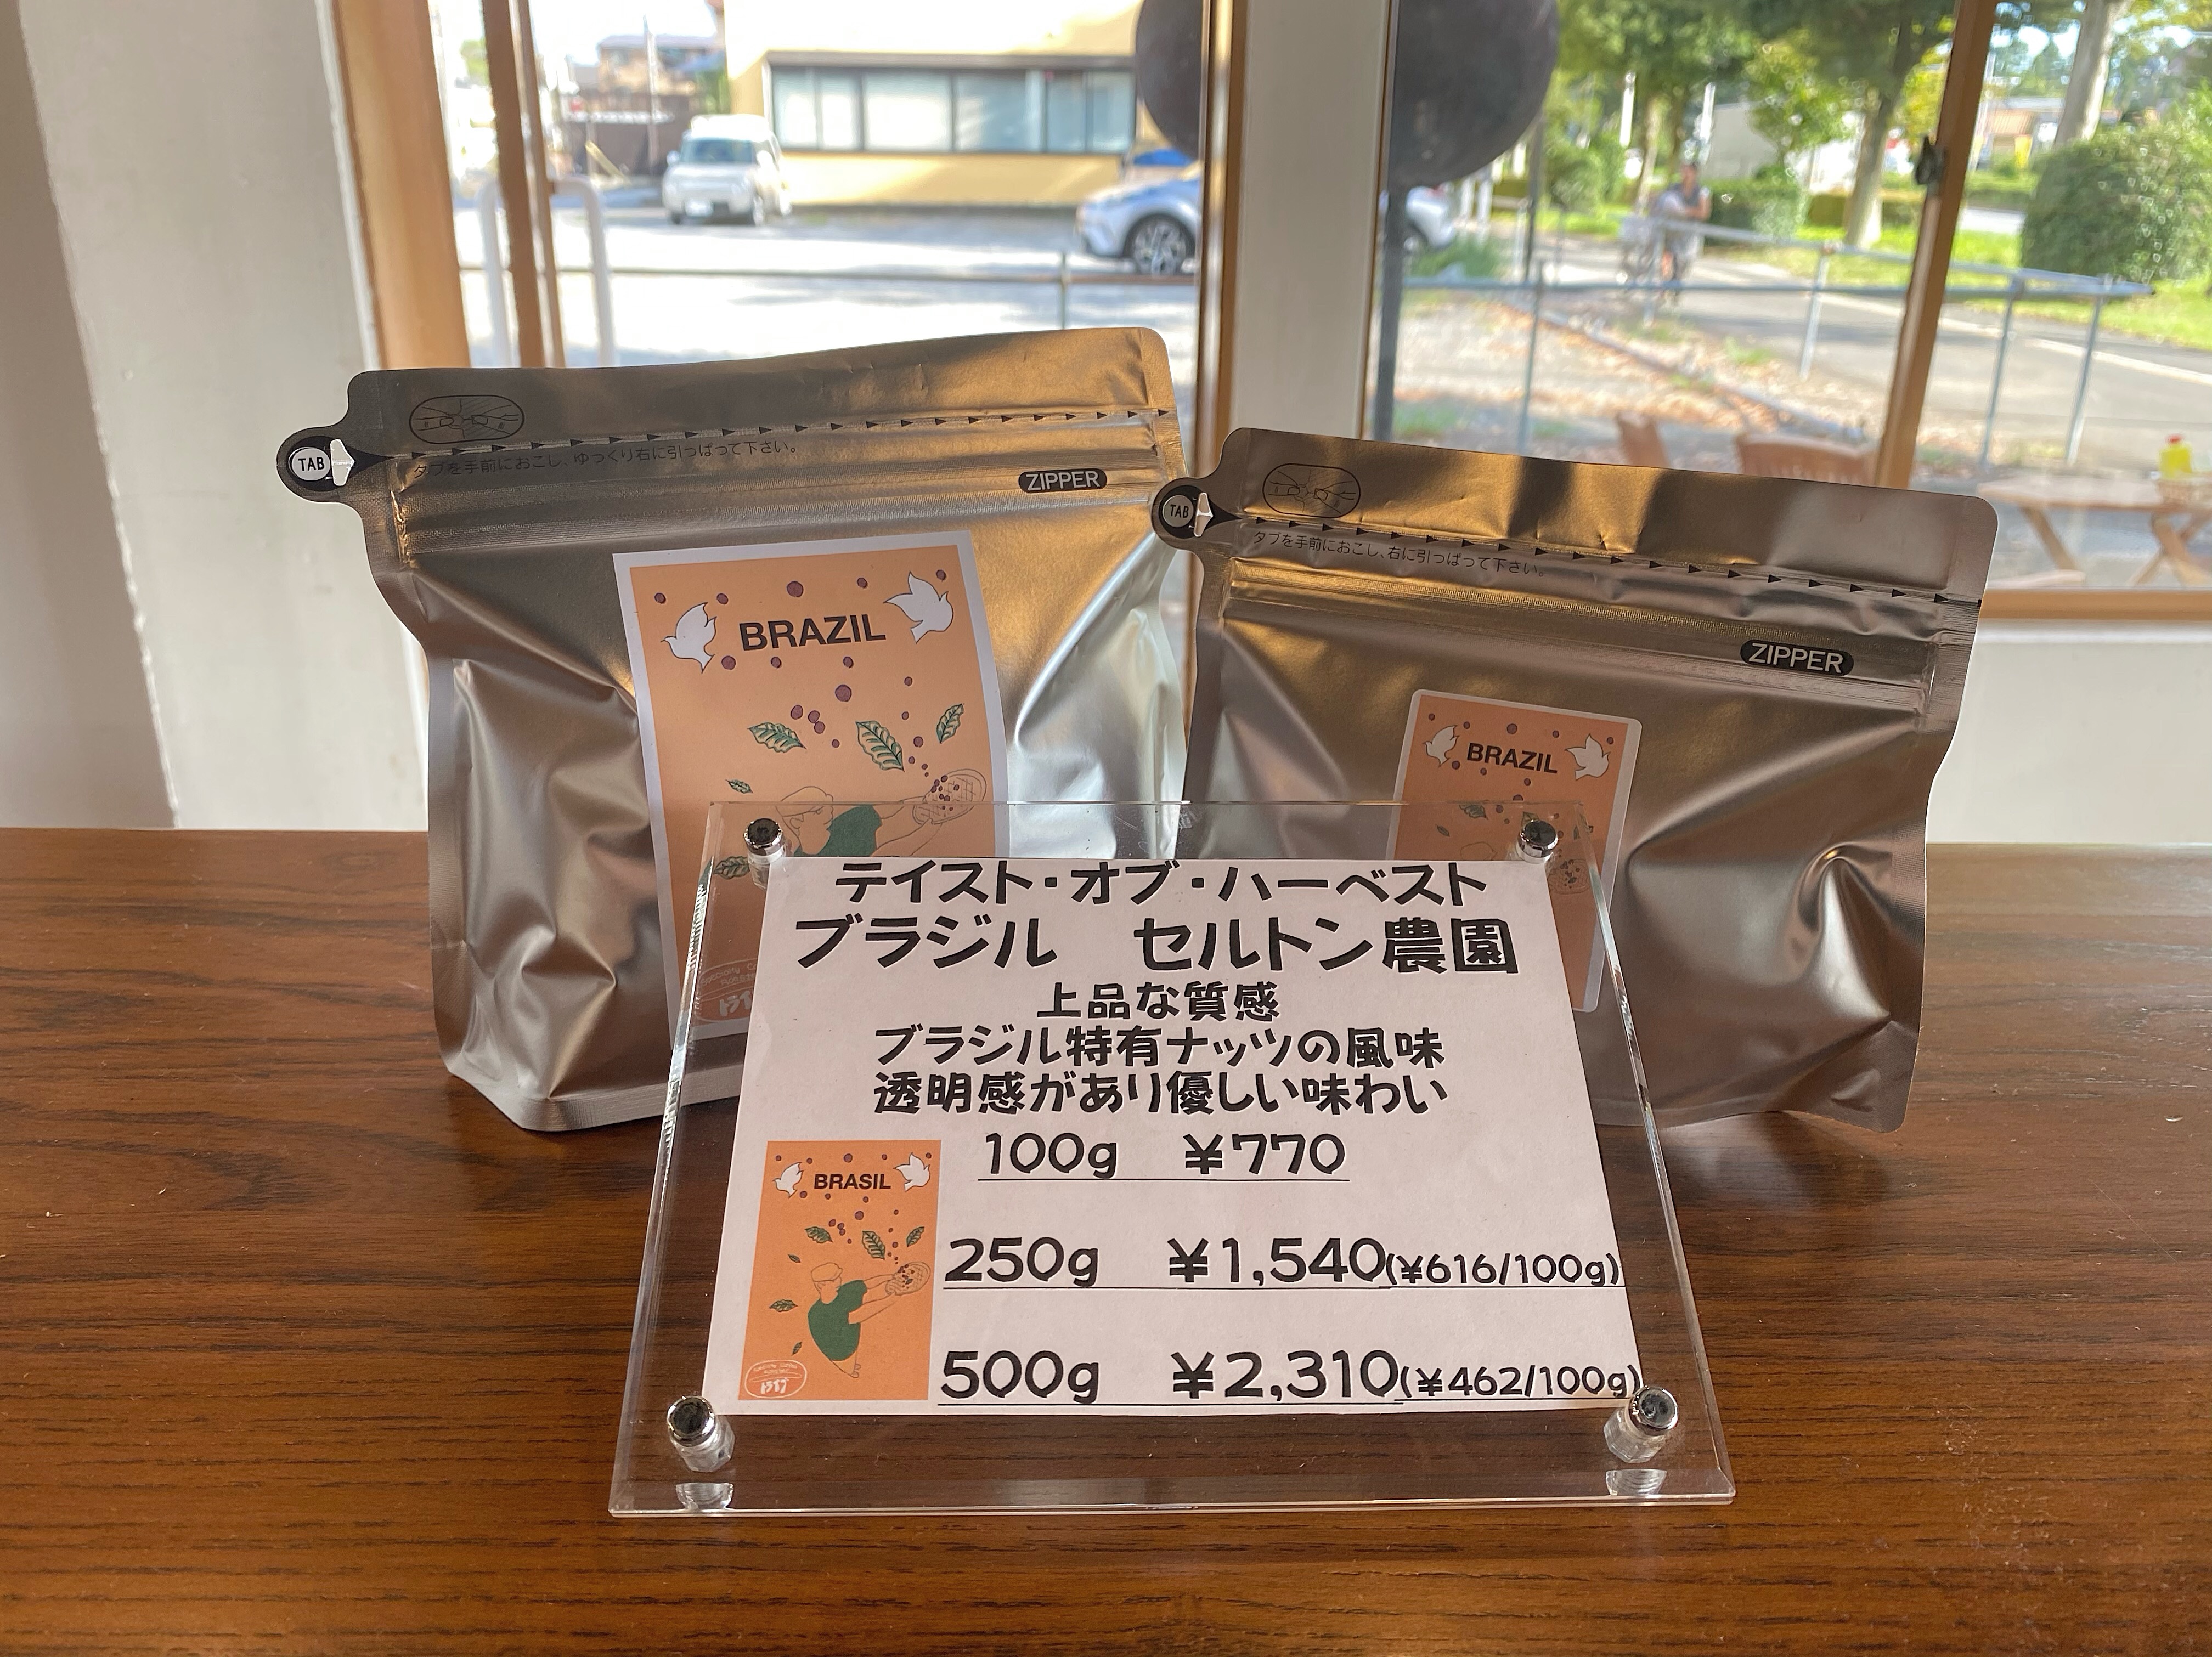 TAB
タブを手前におこし、ゆっくり右に引っぱって下さい。
ZIPPER
BRAZIL
TAB
タブを手前におこし、右に引っぱって下さい。
ZIPPER
BRAZIL
テイスト・オブ・ハーベスト
ブラジル　セルトン農園
上品な質感
ブラジル特有ナッツの風味
透明感があり優しい味わい
100g　¥770
BRASIL
250g　¥1,540(¥616/100g)
500g　¥2,310(¥462/100g)
トライブ